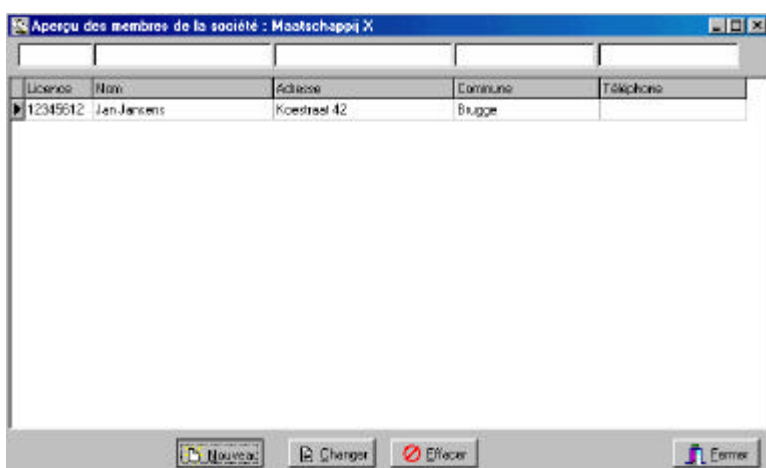 Aperçu des membres de la société : Maatschappij X
Licence Nom Adresse Commune Téléphone
12345612 Jan Jansens Koestraat 42 Brugge
Nouveau Changer Effacer Fermer